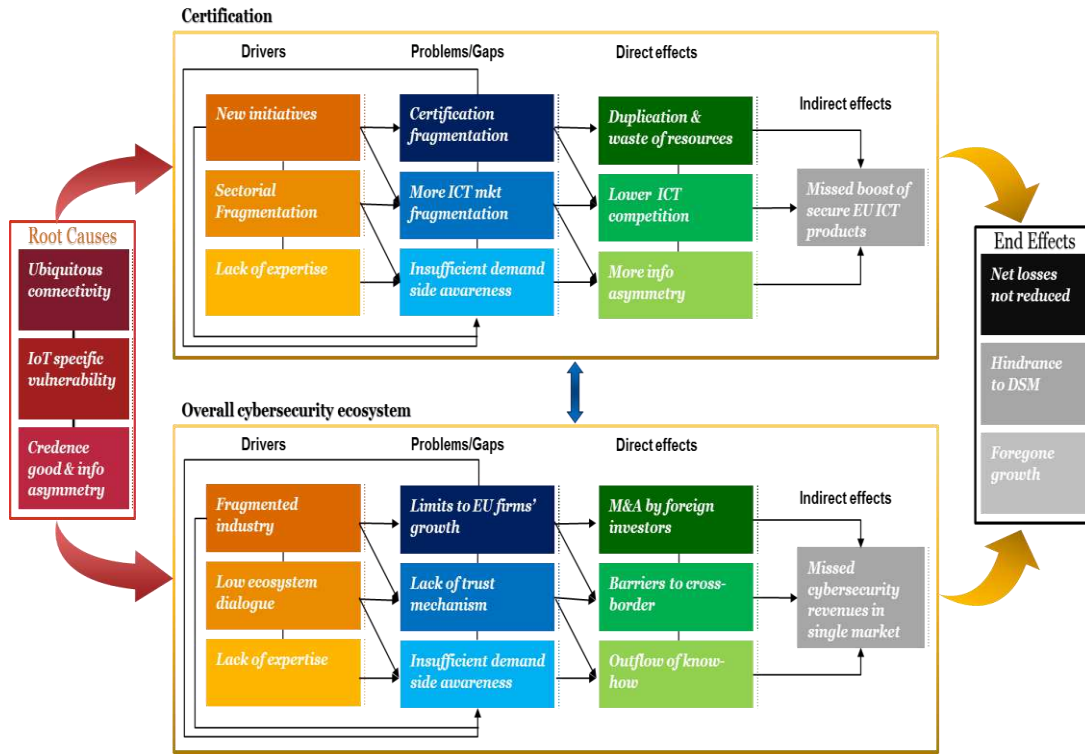 Certification
Drivers
Problems/Gaps
Direct effects
Indirect effects
New initiatives
Certification
fragmentation
Duplication &
waste of resources
Sectorial
Fragmentation
More ICT mkt
fragmentation
Lower ICT
competition
Missed boost of
secure EU ICT
products
Lack of expertise
Insufficient demand
side awareness
More info
asymmetry
Root Causes
Ubiquitous
connectivity
IoT specific
vulnerability
Credence
good & info
asymmetry
End Effects
Net losses
not reduced
Hindrance
to DSM
Foregone
growth
Overall cybersecurity ecosystem
Drivers
Problems/Gaps
Direct effects
Indirect effects
Fragmented
industry
Limits to EU firms'
growth
M&A by foreign
investors
Low ecosystem
dialogue
Lack of trust
mechanism
Barriers to cross-
border
Missed
cybersecurity
revenues in
single market
Lack of expertise
Insufficient demand
side awareness
Outflow of know-
how